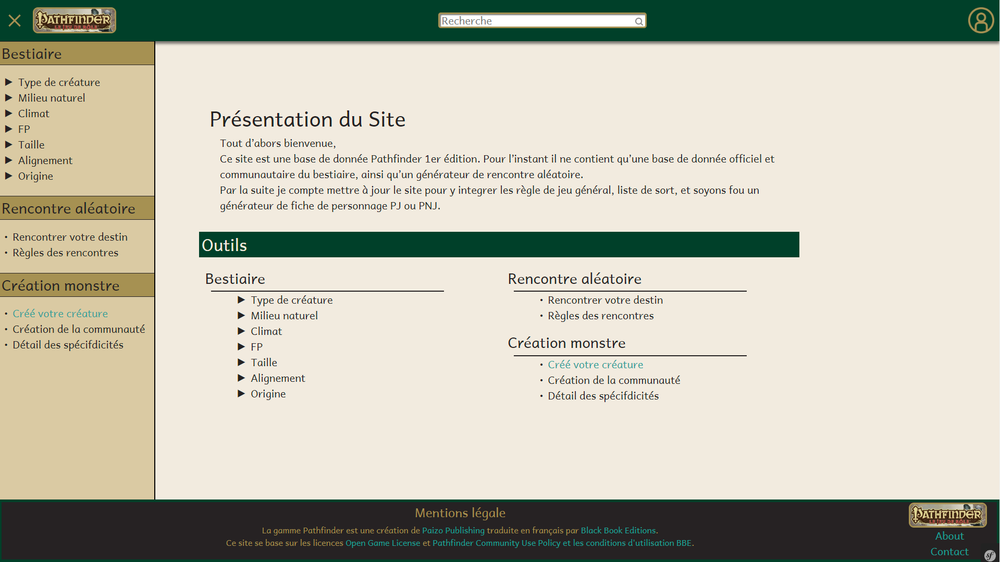 PATHFINDER
LE JEU DE RÔLE
Recherche
Bestiaire
Type de créature
Milieu naturel
Climat
FP
Taille
Alignement
Origine
Rencontre aléatoire
• Rencontrer votre destin
• Règles des rencontres
Création monstre
• Créé votre créature
• Création de la communauté
• Détail des spécifdicités
Présentation du Site
Tout d’abors bienvenue,
Ce site est une base de donnée Pathfinder 1er édition. Pour l’instant il ne contient qu’une base de donnée officiel et
communautaire du bestiaire, ainsi qu’un générateur de rencontre aléatoire.
Par la suite je compte mettre à jour le site pour y integrer les règle de jeu général, liste de sort, et soyons fou un
générateur de fiche de personnage PJ ou PNJ.
Outils
Bestiaire
Type de créature
Milieu naturel
Climat
FP
Taille
Alignement
Origine
Rencontre aléatoire
• Rencontrer votre destin
• Règles des rencontres
Création monstre
• Créé votre créature
• Création de la communauté
• Détail des spécifdicités
Mentions légale
La gamme Pathfinder est une création de Paizo Publishing traduite en français par Black Book Editions.
Ce site se base sur les licences Open Game License et Pathfinder Community Use Policy et les conditions d'utilisation BBE.
PATHFINDER
LE JEU DE RÔLE
About
Contact
sf